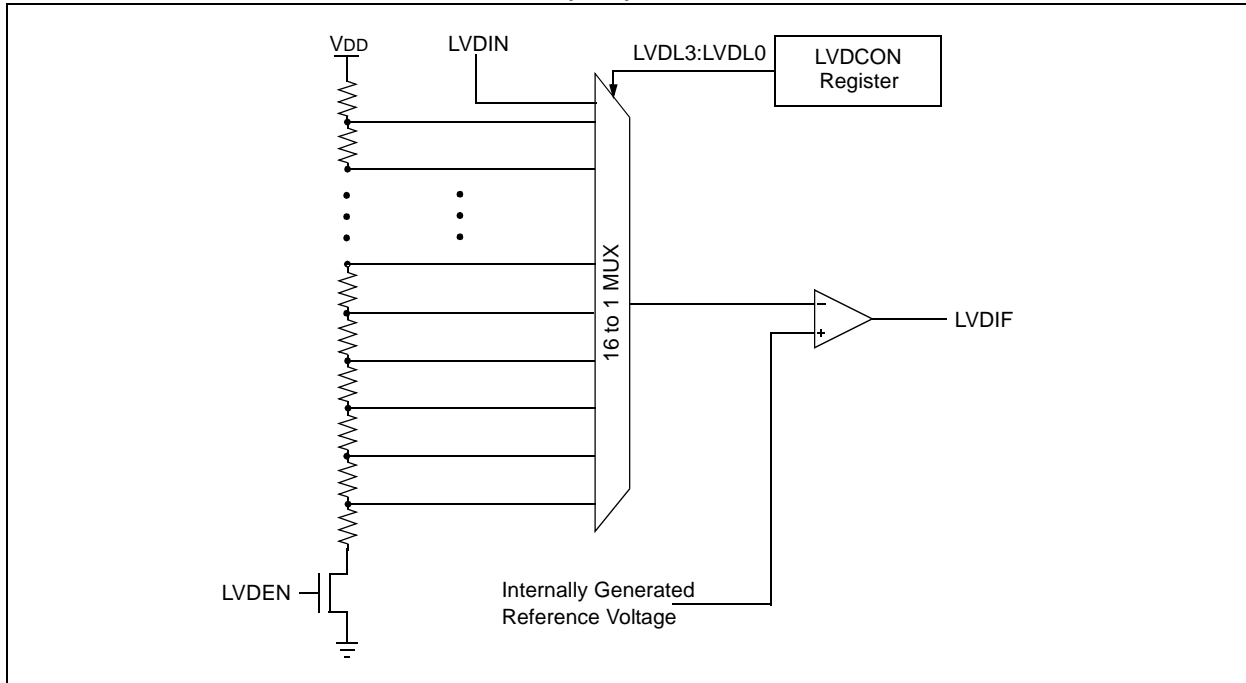 VDD
LVDIN
LVDL3:LVDL0
LVDCON
Register
16 to 1 MUX
−
+
LVDIF
LVDEN
Internally Generated
Reference Voltage